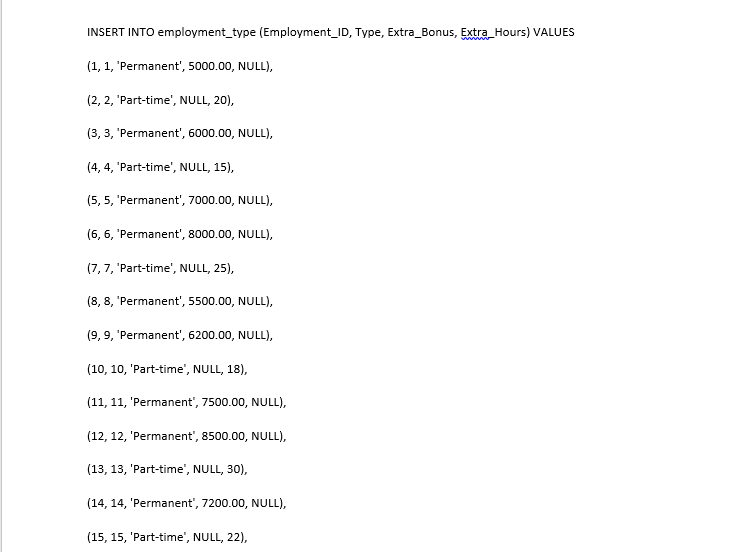 INSERT INTO employment_type (Employment_ID, Type, Extra_Bonus, Extra_Hours) VALUES
(1, 1, 'Permanent', 5000.00, NULL),
(2, 2, 'Part-time', NULL, 20),
(3, 3, 'Permanent', 6000.00, NULL),
(4, 4, 'Part-time', NULL, 15),
(5, 5, 'Permanent', 7000.00, NULL),
(6, 6, 'Permanent', 8000.00, NULL),
(7, 7, 'Part-time', NULL, 25),
(8, 8, 'Permanent', 5500.00, NULL),
(9, 9, 'Permanent', 6200.00, NULL),
(10, 10, 'Part-time', NULL, 18),
(11, 11, 'Permanent', 7500.00, NULL),
(12, 12, 'Permanent', 8500.00, NULL),
(13, 13, 'Part-time', NULL, 30),
(14, 14, 'Permanent', 7200.00, NULL),
(15, 15, 'Part-time', NULL, 22),